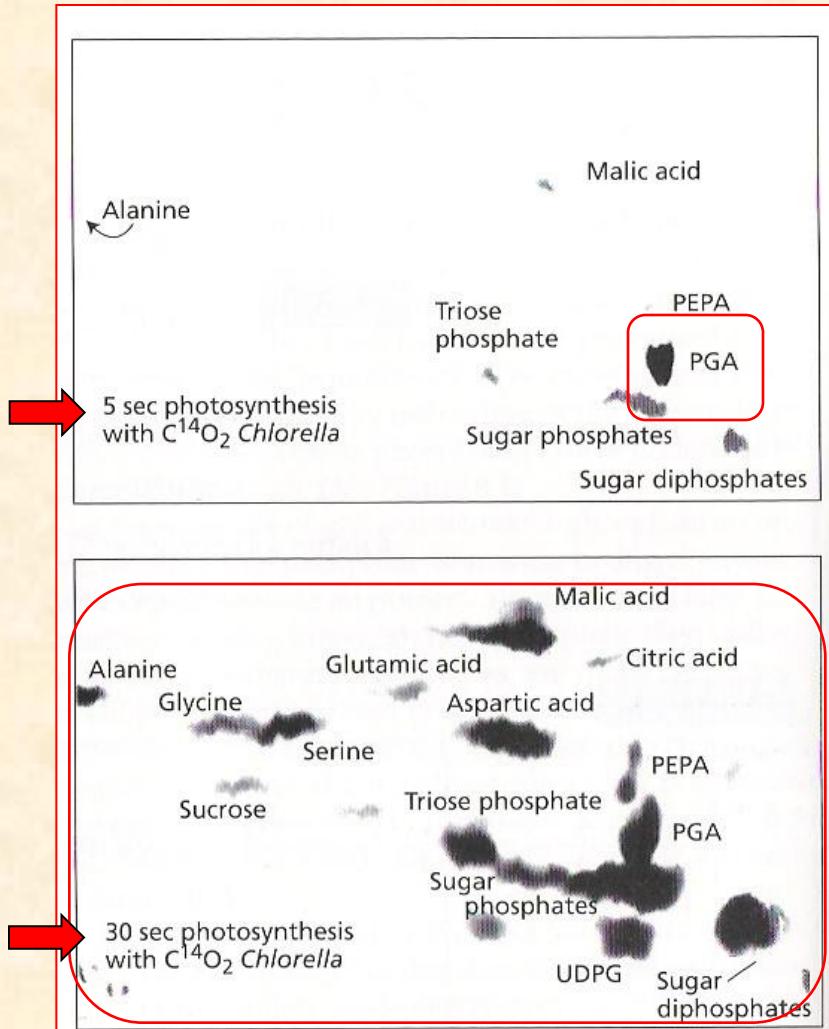 Malic acid
Alanine
Triose
phosphate
PEPA
PGA
5 sec photosynthesis
with C¹⁴O₂ Chlorella
Sugar phosphates
Sugar diphosphates
Malic acid
Glutamic acid
Citric acid
Alanine
Glycine
Aspartic acid
Serine
PEPA
Sucrose
Triose phosphate
PGA
Sugar
phosphates
30 sec photosynthesis
with C¹⁴O₂ Chlorella
UDPG
Sugar
diphosphates